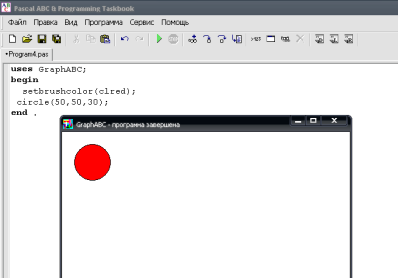 Pascal ABC & Programming Taskbook
Файл Правка Вид Программа Сервис Помощь
•Program4.pas
uses GraphABC;
begin
setbrushcolor(clred);
circle(50,50,30);
end .
GraphABC - программа завершена